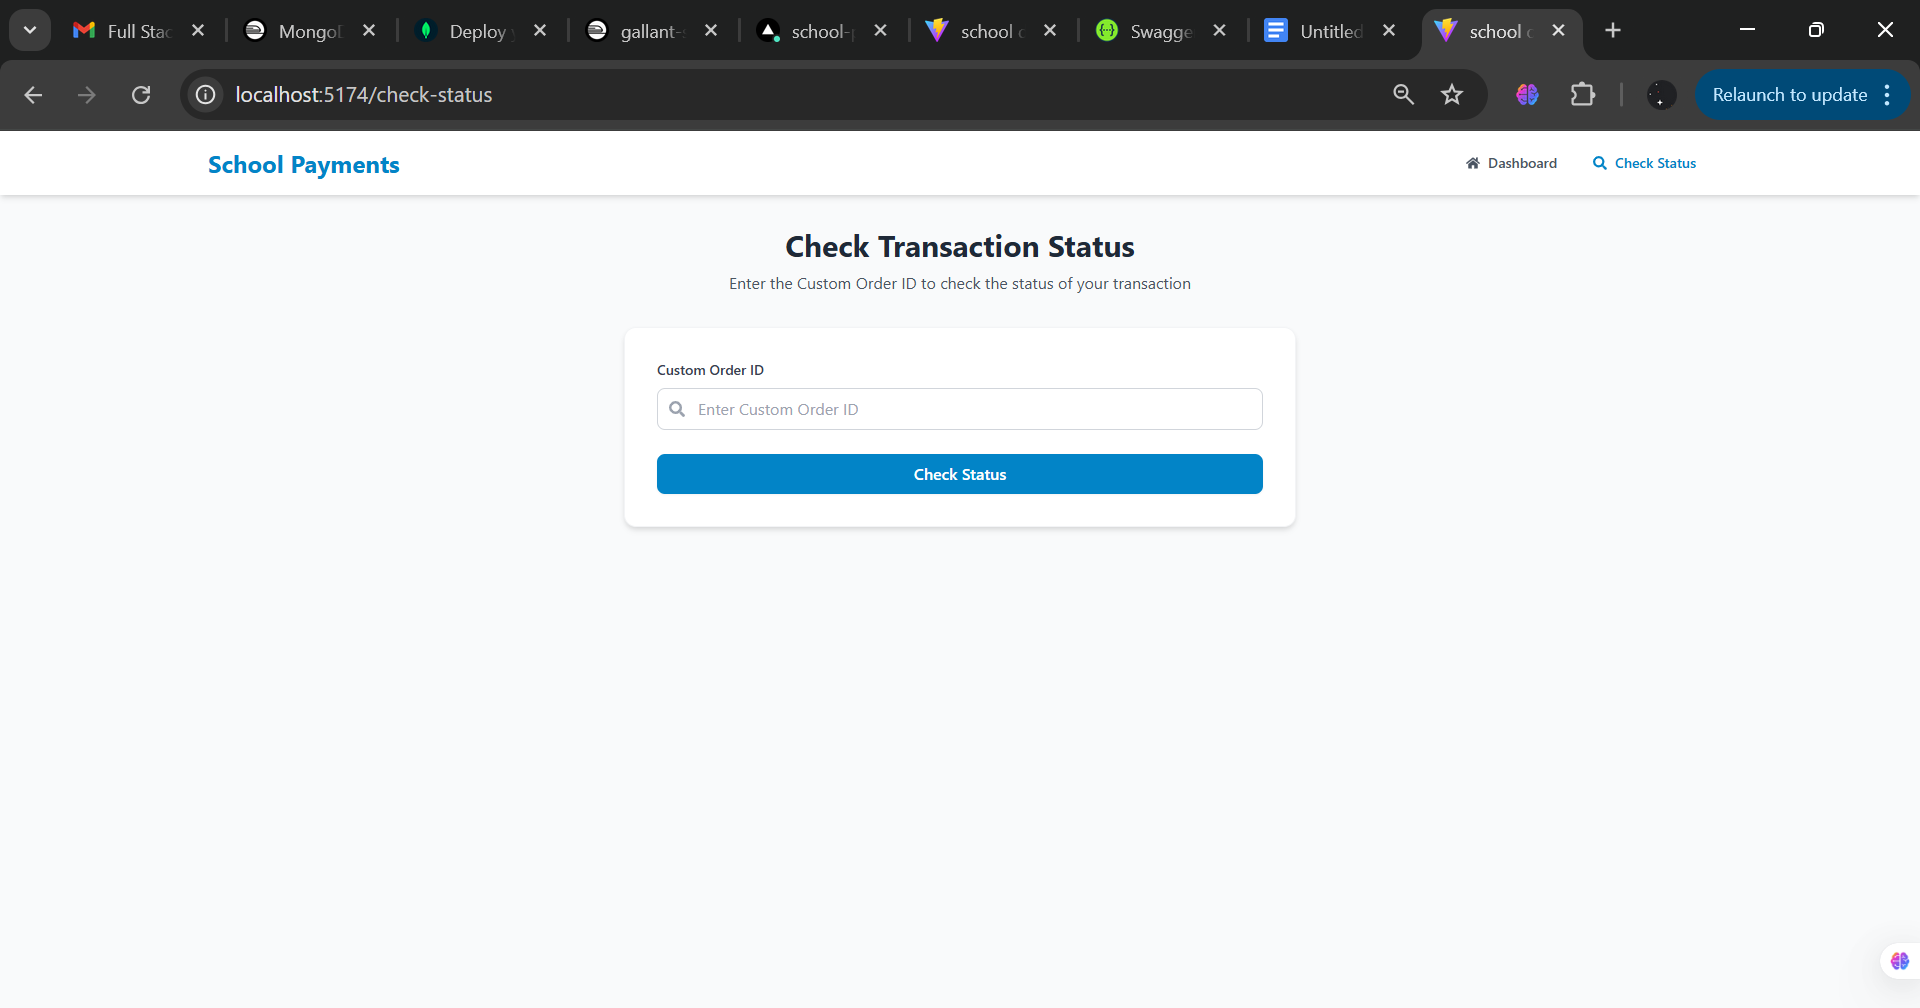 Full Stac
MongoD
Deploy
gallant-s
school-p
school c
Swagge
Untitled
school c
localhost:5174/check-status
Relaunch to update
School Payments
Dashboard
Check Status
Check Transaction Status
Enter the Custom Order ID to check the status of your transaction
Custom Order ID
Enter Custom Order ID
Check Status